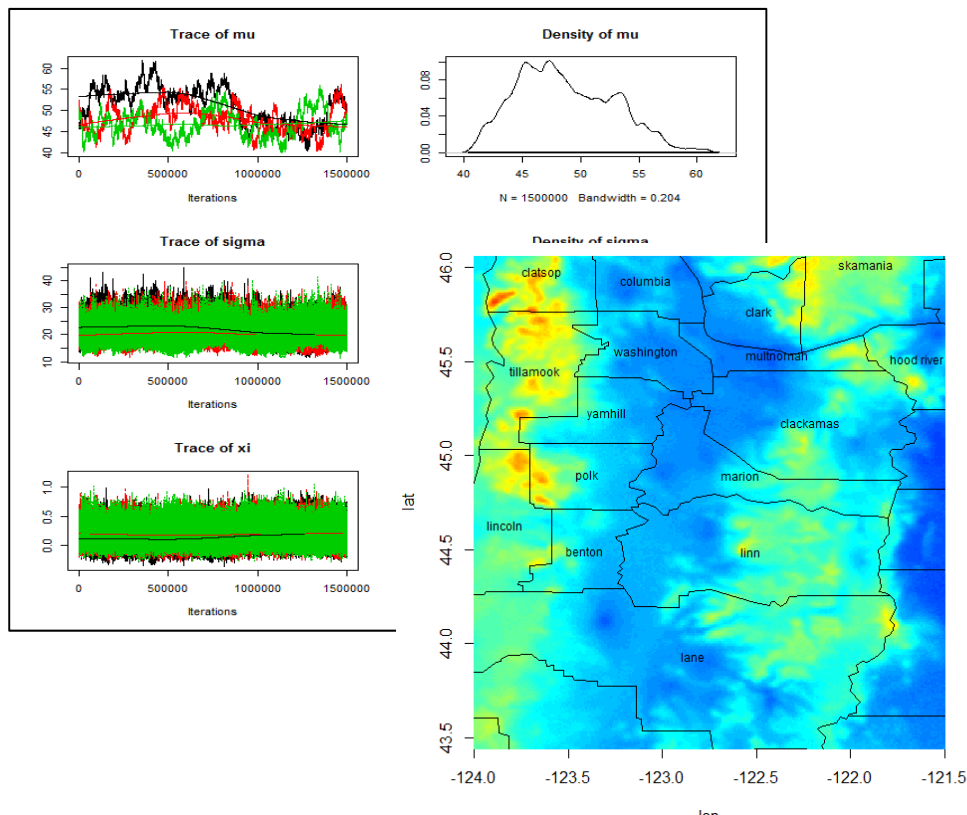 Trace of mu
40 45 50 55 60
0 500000 1000000 1500000
Iterations
Density of mu
0.00 0.04 0.08
40 45 50 55 60
N = 1500000 Bandwidth = 0.204
Trace of sigma
10 20 30 40
0 500000 1000000 1500000
Iterations
Density of sigma
Trace of xi
0.0 0.5 1.0
0 500000 1000000 1500000
Iterations
lat
46.0
45.5
45.0
44.5
44.0
43.5
clatsop
columbia
skamania
clark
washington
multnomah
hood river
tillamook
yamhill
clackamas
polk
marion
lincoln
benton
linn
lane
-124.0 -123.5 -123.0 -122.5 -122.0 -121.5
lon